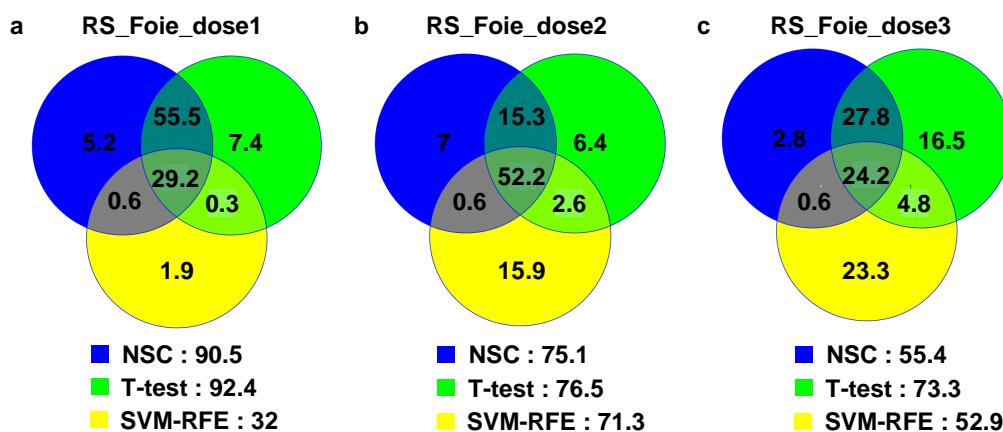 a RS_Foie_dose1
55.5
5.2 7.4
29.2
0.6 0.3
1.9
NSC : 90.5
T-test : 92.4
SVM-RFE : 32
b RS_Foie_dose2
15.3
7 6.4
52.2
0.6 2.6
15.9
NSC : 75.1
T-test : 76.5
SVM-RFE : 71.3
c RS_Foie_dose3
27.8
2.8 16.5
24.2
0.6 4.8
23.3
NSC : 55.4
T-test : 73.3
SVM-RFE : 52.9